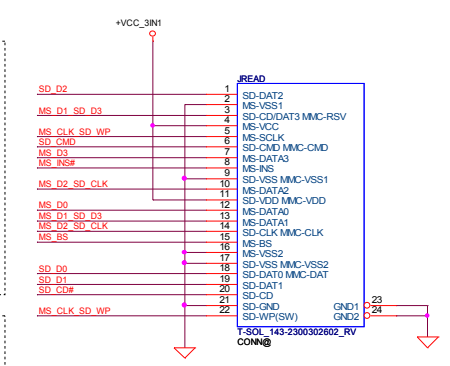 +VCC_3IN1
JREAD
SD_D2 1 SD-DAT2
2 MS-VSS1
MS_D1_SD_D3 3 SD-CD/DAT3 MMC-RSV
4 MS-VCC
MS_CLK_SD_WP 5 MS-SCLK
SD_CMD 6 SD-CMD MMC-CMD
MS_D3 7 MS-DATA3
MS_INS# 8 MS-INS
9 SD-VSS MMC-VSS1
MS_D2_SD_CLK 10 MS-DATA2
11 SD-VDD MMC-VDD
MS_D0 12 MS-DATA0
MS_D1_SD_D3 13 MS-DATA1
MS_D2_SD_CLK 14 SD-CLK MMC-CLK
MS_BS 15 MS-BS
16 MS-VSS2
17 SD-VSS MMC-VSS2
SD_D0 18 SD-DAT0 MMC-DAT
SD_D1 19 SD-DAT1
SD_CD# 20 SD-CD
21 SD-GND GND1 23
MS_CLK_SD_WP 22 SD-WP(SW) GND2 24
T-SOL_143-2300302602_RV
CONN@